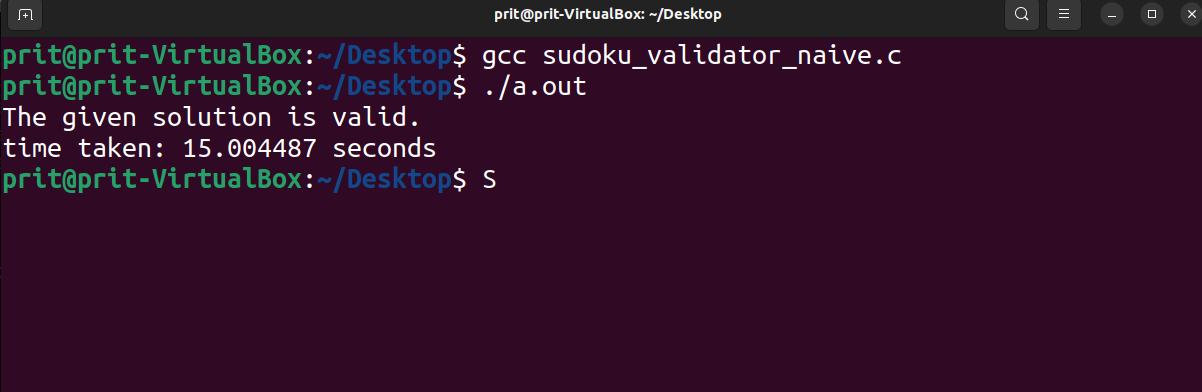 prit@prit-VirtualBox: ~/Desktop
prit@prit-VirtualBox:~/Desktop$ gcc sudoku_validator_naive.c
prit@prit-VirtualBox:~/Desktop$ ./a.out
The given solution is valid.
time taken: 15.004487 seconds
prit@prit-VirtualBox:~/Desktop$ S